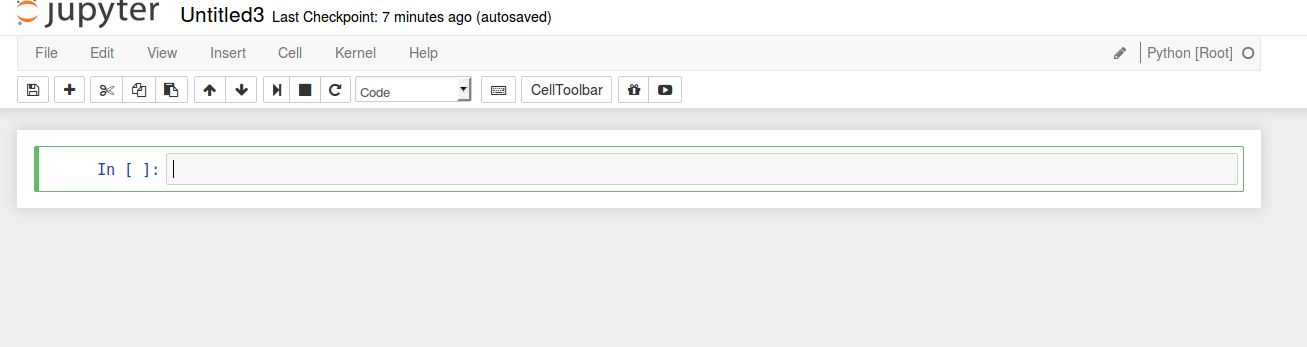 jupyter Untitled3 Last Checkpoint: 7 minutes ago (autosaved)
File Edit View Insert Cell Kernel Help Python [Root]
Code CellToolbar
In [ ]: